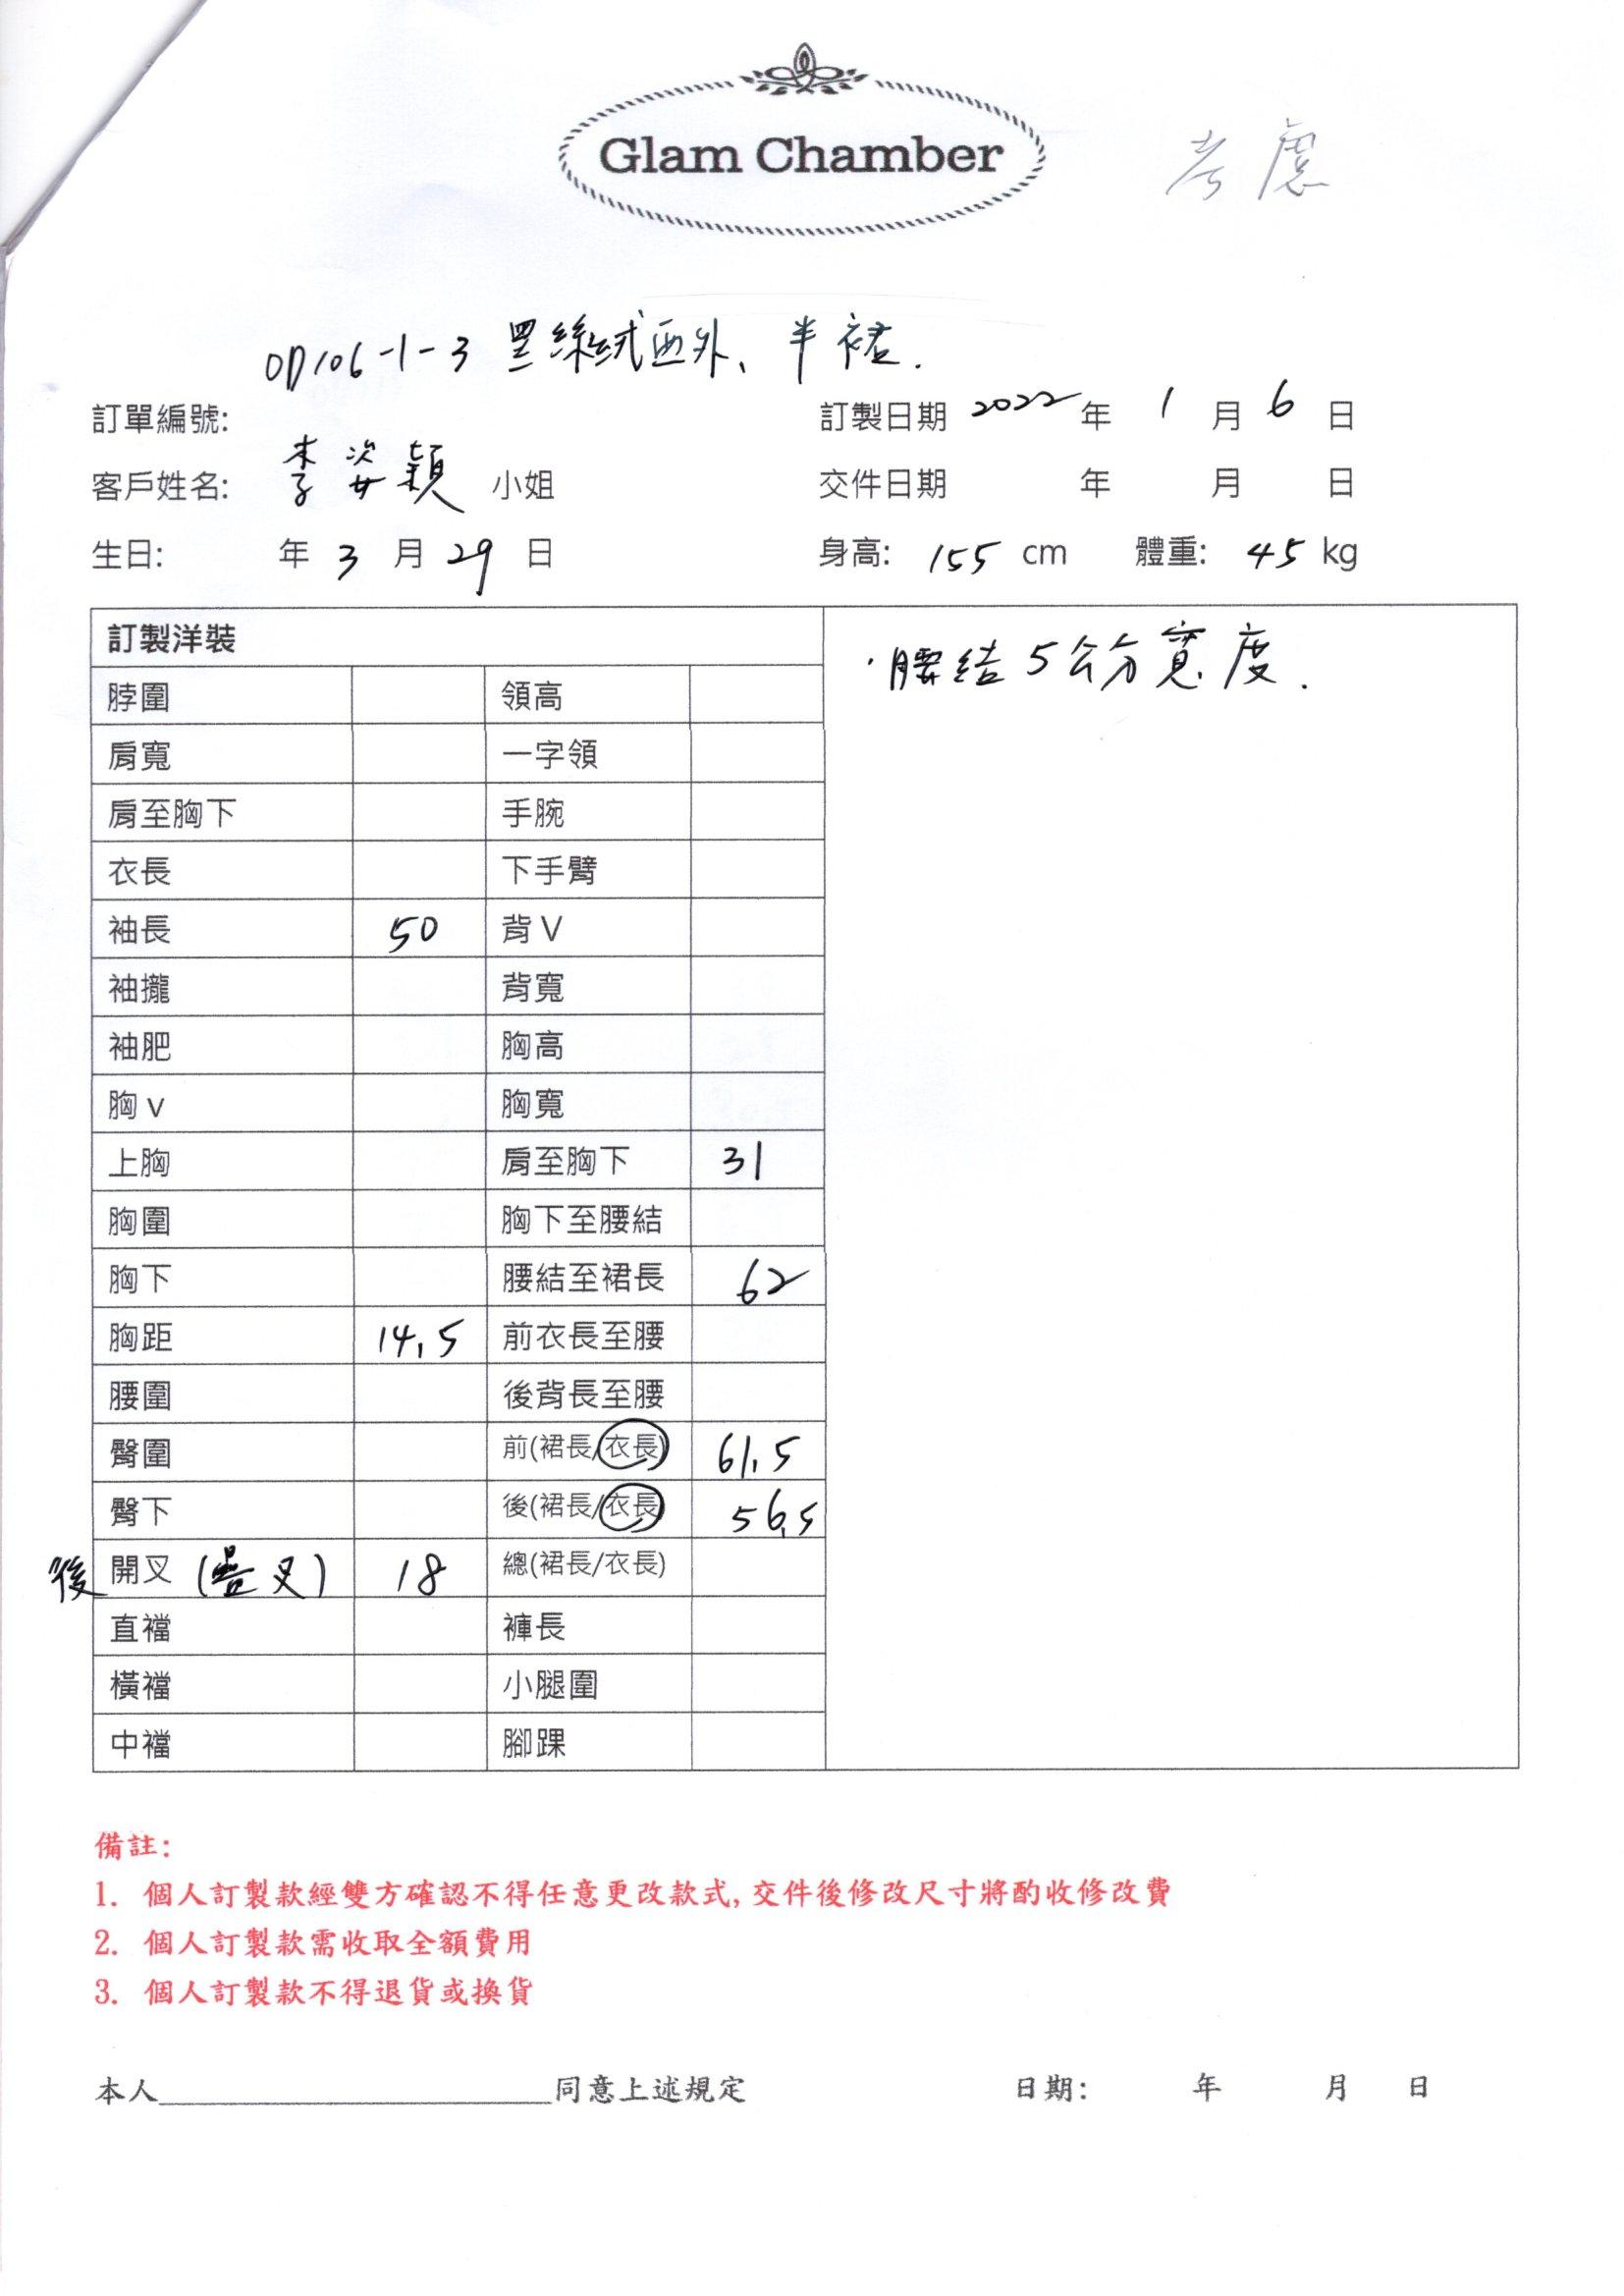 Glam Chamber
考慮
OD106-1-3 黑絲絨西外、半裙.
訂單編號: 訂製日期 2022 年 1 月 6 日
客戶姓名: 李姿穎 小姐 交件日期 年 月 日
生日: 年 3 月 29 日 身高: 155 cm 體重: 45 kg
訂製洋裝
·腰結5公分寬度.
脖圍 領高
肩寬 一字領
肩至胸下 手腕
衣長 下手臂
袖長 50 背V
袖攏 背寬
袖肥 胸高
胸v 胸寬
上胸 肩至胸下 31
胸圍 胸下至腰結
胸下 腰結至裙長 62
胸距 14.5 前衣長至腰
腰圍 後背長至腰
臀圍 前(裙長/衣長) 61.5
臀下 後(裙長/衣長) 56.5
後 開叉 (疊叉) 18 總(裙長/衣長)
直襠 褲長
橫襠 小腿圍
中襠 腳踝
備註:
1. 個人訂製款經雙方確認不得任意更改款式, 交件後修改尺寸將酌收修改費
2. 個人訂製款需收取全額費用
3. 個人訂製款不得退貨或換貨
本人________________同意上述規定 日期: 年 月 日